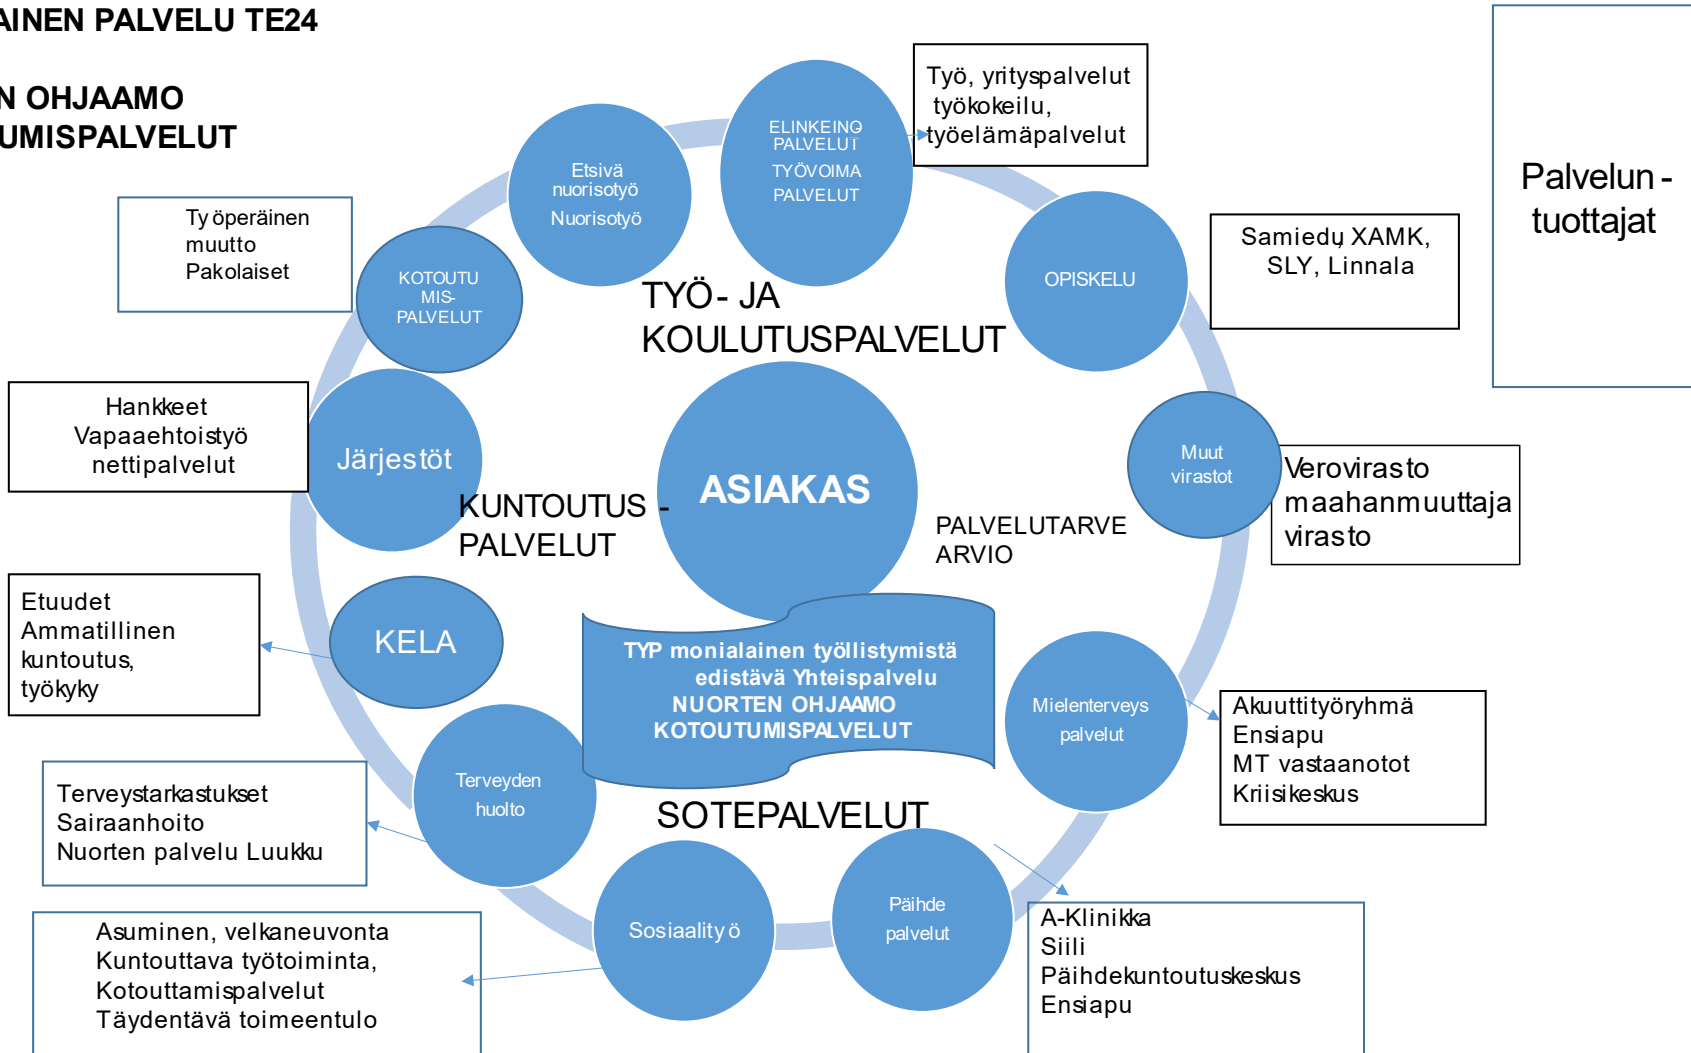 AINEN PALVELU TE24
N OHJAAMO
UMISPALVELUT
Palvelun -
tuottajat
Työ, yrityspalvelut
työkokeilu,
työelämäpalvelut
ELINKEINO-
PALVELUT
TYÖVOIMA
PALVELUT
Etsivä
nuorisotyö
Nuorisotyö
Työperäinen
muutto
Pakolaiset
KOTOUTU
MIS-
PALVELUT
Samiedu, XAMK,
SLY, Linnala
OPISKELU
TYÖ- JA
KOULUTUSPALVELUT
Hankkeet
Vapaaehtoistyö
nettipalvelut
Järjestöt
KUNTOUTUS -
PALVELUT
ASIAKAS
PALVELUTARVE
ARVIO
Muut
virastot
Verovirasto
maahanmuuttaja
virasto
Etuudet
Ammatillinen
kuntoutus,
työkyky
KELA
TYP monialainen työllistymistä
edistävä Yhteispalvelu
NUORTEN OHJAAMO
KOTOUTUMISPALVELUT
Mielenterveys
palvelut
Akuuttityöryhmä
Ensiapu
MT vastaanotot
Kriisikeskus
Terveystarkastukset
Sairaanhoito
Nuorten palvelu Luukku
Terveyden
huolto
SOTEPALVELUT
Asuminen, velkaneuvonta
Kuntouttava työtoiminta,
Kotouttamispalvelut
Täydentävä toimeentulo
Sosiaalityö
Päihde
palvelut
A-Klinikka
Siili
Päihdekuntoutuskeskus
Ensiapu